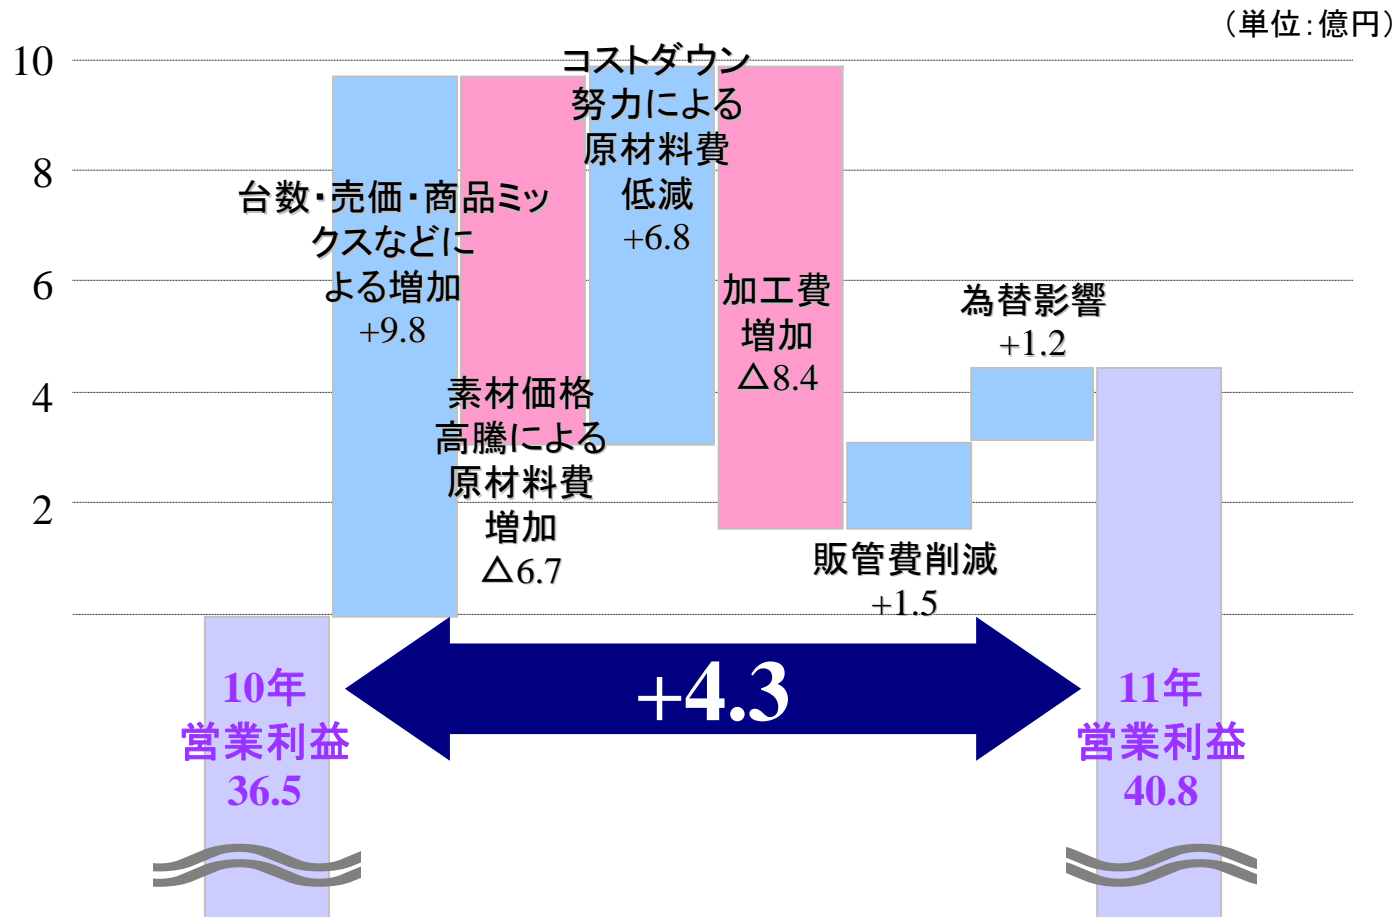 （単位：億円）
10
8
6
4
2
台数・売価・商品ミッ
クスなどに
よる増加
+9.8
素材価格
高騰による
原材料費
増加
△6.7
コストダウン
努力による
原材料費
低減
+6.8
加工費
増加
△8.4
販管費削減
+1.5
為替影響
+1.2
+4.3
10年
営業利益
36.5
11年
営業利益
40.8